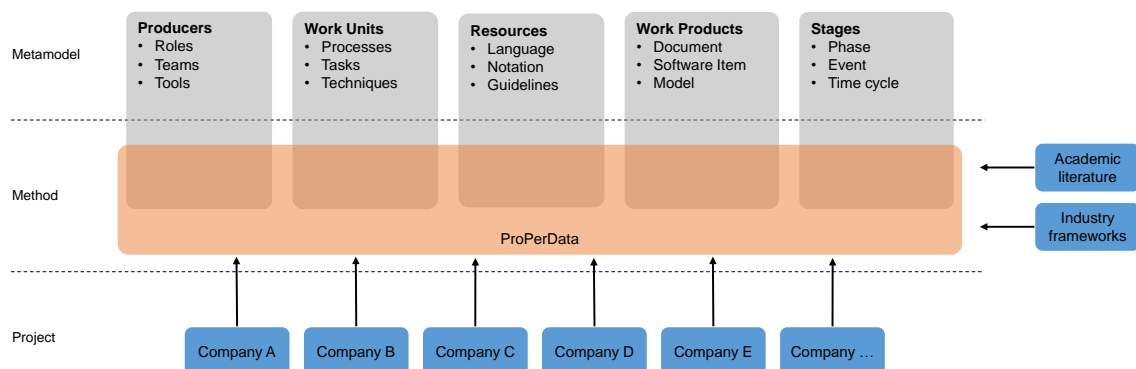 Metamodel
Producers
• Roles
• Teams
• Tools
Work Units
• Processes
• Tasks
• Techniques
Resources
• Language
• Notation
• Guidelines
Work Products
• Document
• Software Item
• Model
Stages
• Phase
• Event
• Time cycle
Method
ProPerData
Academic
literature
Industry
frameworks
Project
Company A
Company B
Company C
Company D
Company E
Company …